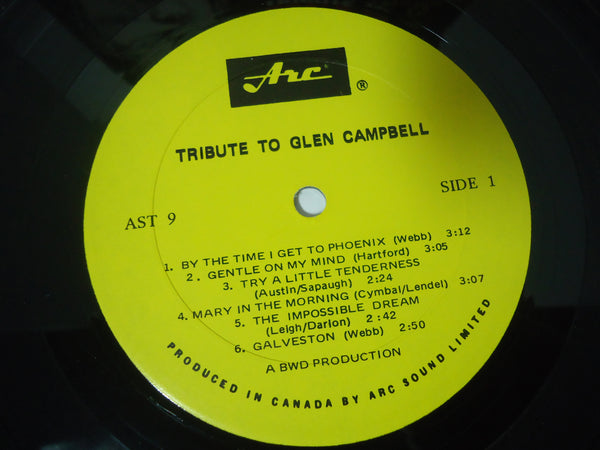 Arc
®
TRIBUTE TO GLEN CAMPBELL
AST 9
SIDE 1
1. BY THE TIME I GET TO PHOENIX (Webb) 3:12
2. GENTLE ON MY MIND (Hartford) 3:05
3. TRY A LITTLE TENDERNESS
(Austin/Sapaugh) 2:24
4. MARY IN THE MORNING (Cymbal/Lendel) 3:07
5. THE IMPOSSIBLE DREAM
(Leigh/Darion) 2:42
6. GALVESTON (Webb) 2:50
A BWD PRODUCTION
PRODUCED IN CANADA BY ARC SOUND LIMITED